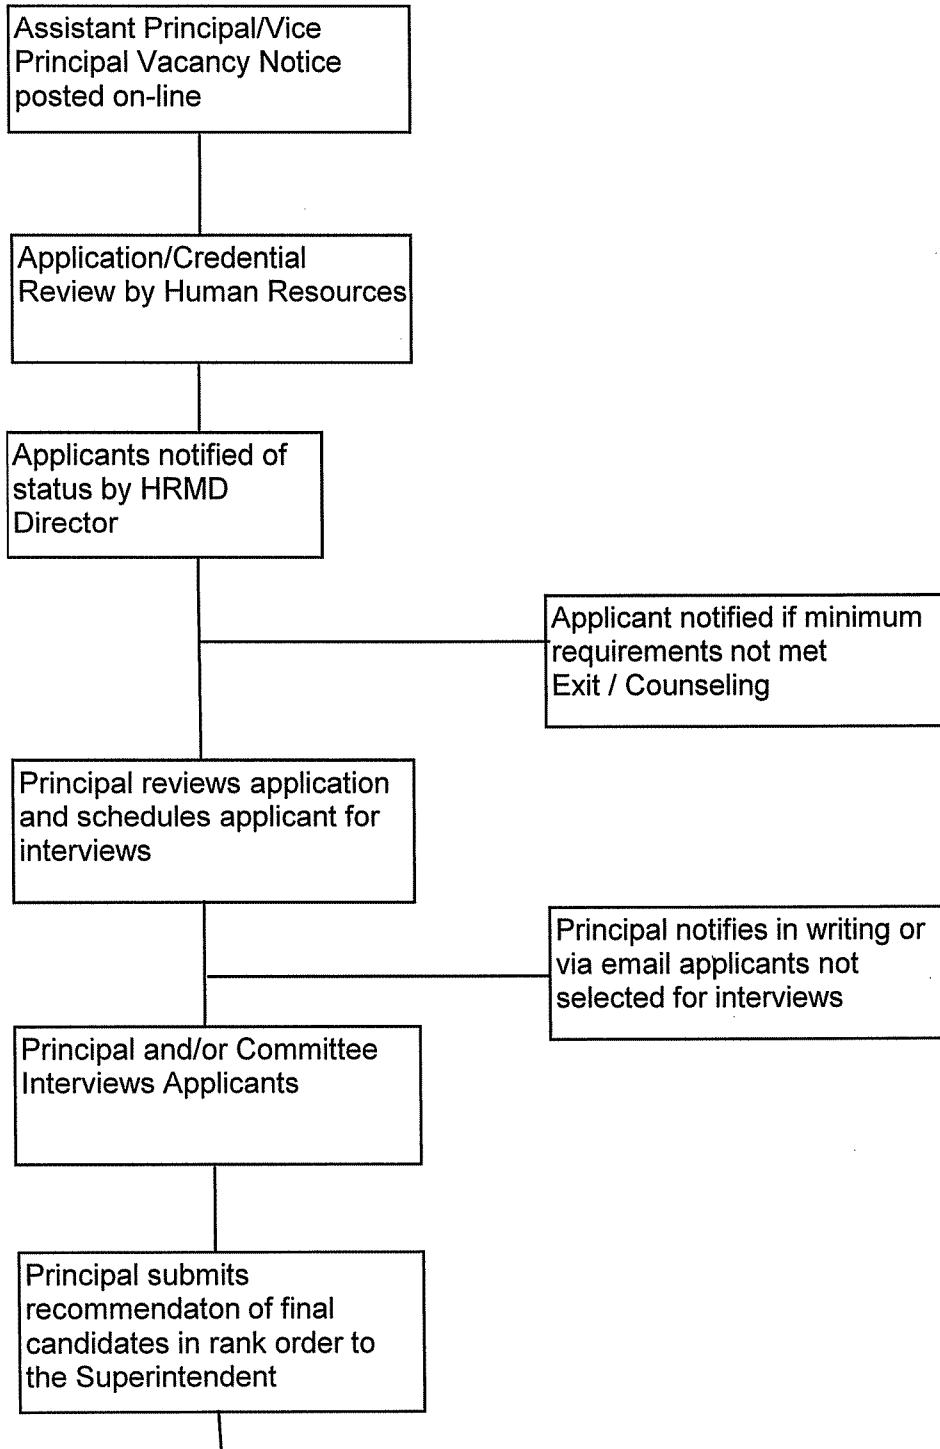 Assistant Principal/Vice
Principal Vacancy Notice
posted on-line
Application/Credential
Review by Human Resources
Applicants notified of
status by HRMD
Director
Applicant notified if minimum
requirements not met
Exit / Counseling
Principal reviews application
and schedules applicant for
interviews
Principal notifies in writing or
via email applicants not
selected for interviews
Principal and/or Committee
Interviews Applicants
Principal submits
recommendaton of final
candidates in rank order to
the Superintendent